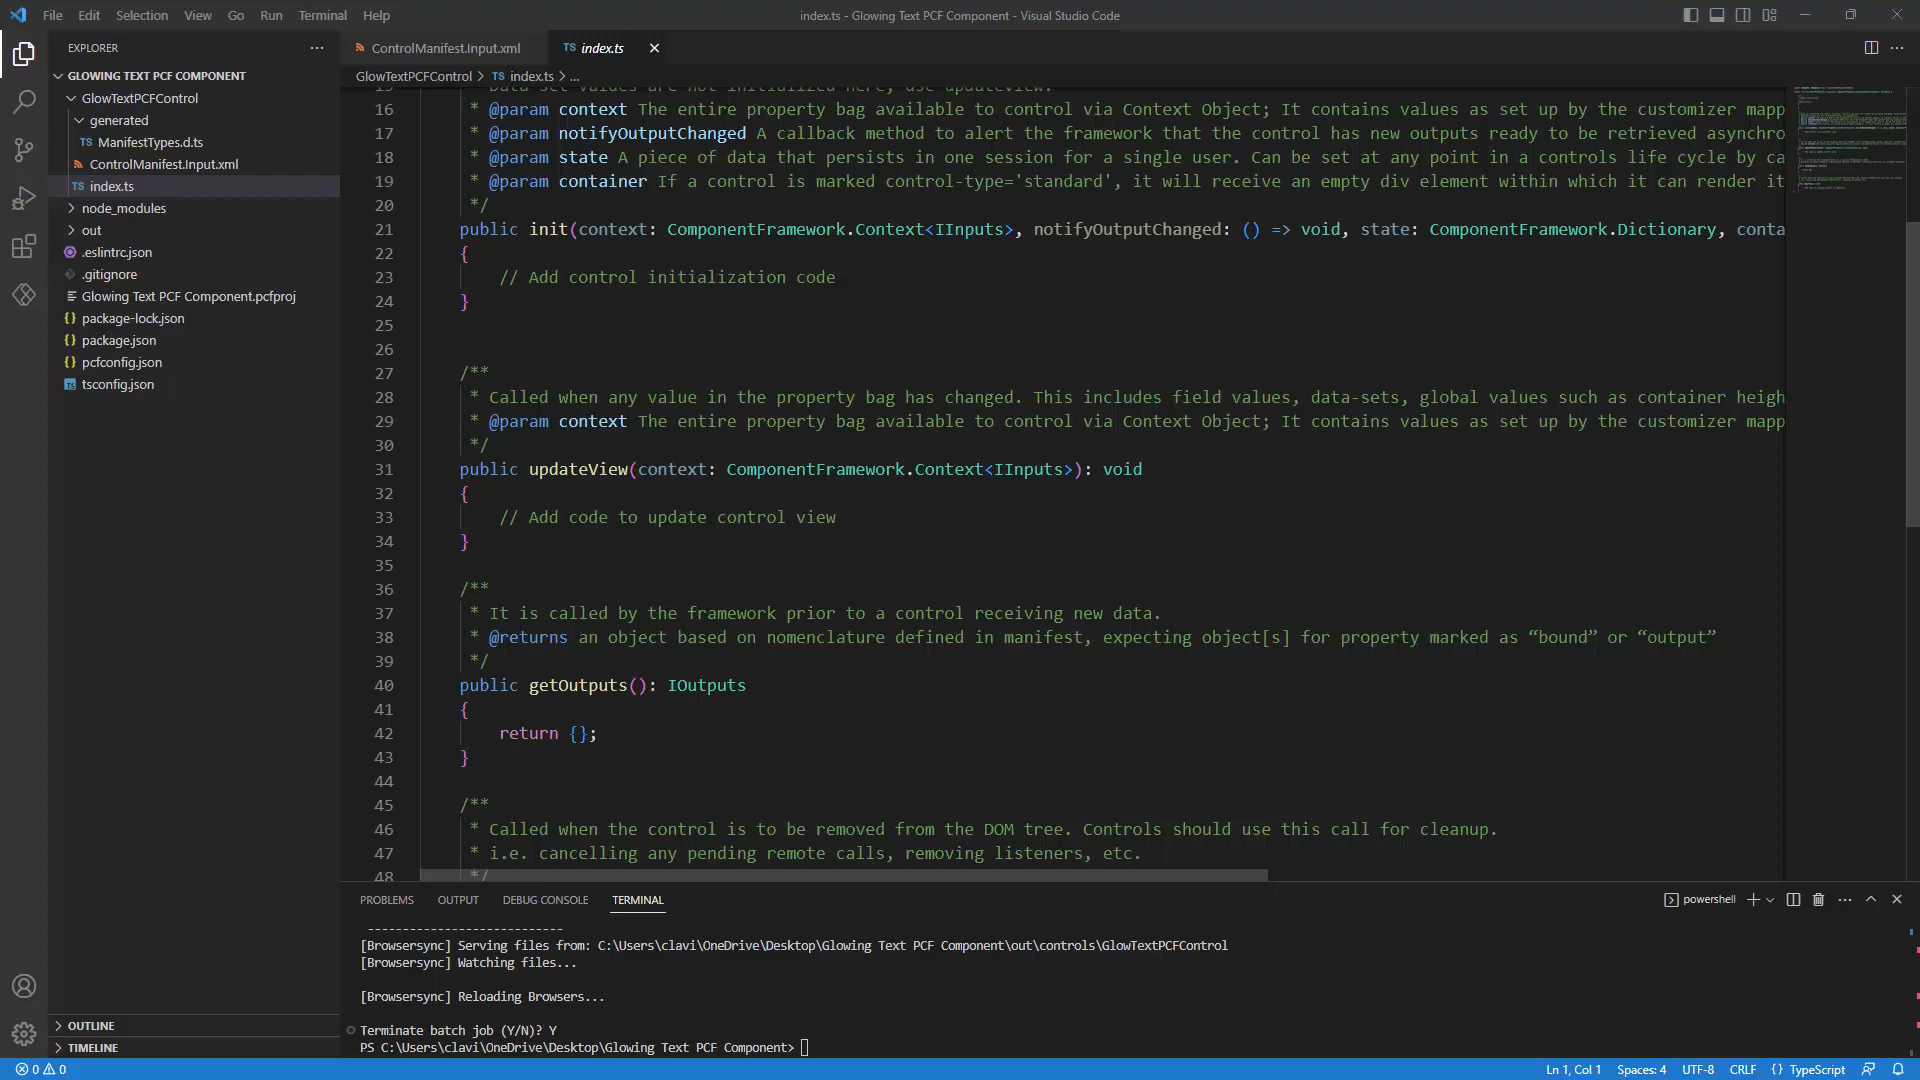 File Edit Selection View Go Run Terminal Help
index.ts - Glowing Text PCF Component - Visual Studio Code
EXPLORER
GLOWING TEXT PCF COMPONENT
GlowTextPCFControl
generated
TS ManifestTypes.d.ts
ControlManifest.Input.xml
TS index.ts
node_modules
out
.eslintrc.json
.gitignore
Glowing Text PCF Component.pcfproj
{} package-lock.json
{} package.json
{} pcfconfig.json
tsconfig.json
OUTLINE
TIMELINE
ControlManifest.Input.xml
TS index.ts
GlowTextPCFControl > TS index.ts > ...
15 * Data-set values are not initialized here, use updateView.
16 * @param context The entire property bag available to control via Context Object; It contains values as set up by the customizer mapp
17 * @param notifyOutputChanged A callback method to alert the framework that the control has new outputs ready to be retrieved asynchro
18 * @param state A piece of data that persists in one session for a single user. Can be set at any point in a controls life cycle by ca
19 * @param container If a control is marked control-type='standard', it will receive an empty div element within which it can render it
20 */
21 public init(context: ComponentFramework.Context<IInputs>, notifyOutputChanged: () => void, state: ComponentFramework.Dictionary, conta
22 {
23 // Add control initialization code
24 }
25
26
27 /**
28 * Called when any value in the property bag has changed. This includes field values, data-sets, global values such as container heigh
29 * @param context The entire property bag available to control via Context Object; It contains values as set up by the customizer mapp
30 */
31 public updateView(context: ComponentFramework.Context<IInputs>): void
32 {
33 // Add code to update control view
34 }
35
36 /**
37 * It is called by the framework prior to a control receiving new data.
38 * @returns an object based on nomenclature defined in manifest, expecting object[s] for property marked as “bound” or “output”
39 */
40 public getOutputs(): IOutputs
41 {
42 return {};
43 }
44
45 /**
46 * Called when the control is to be removed from the DOM tree. Controls should use this call for cleanup.
47 * i.e. cancelling any pending remote calls, removing listeners, etc.
48 */
PROBLEMS OUTPUT DEBUG CONSOLE TERMINAL
powershell
----------------------------
[Browsersync] Serving files from: C:\Users\clavi\OneDrive\Desktop\Glowing Text PCF Component\out\controls\GlowTextPCFControl
[Browsersync] Watching files...
[Browsersync] Reloading Browsers...
Terminate batch job (Y/N)? Y
PS C:\Users\clavi\OneDrive\Desktop\Glowing Text PCF Component>
0 0
Ln 1, Col 1 Spaces: 4 UTF-8 CRLF {} TypeScript